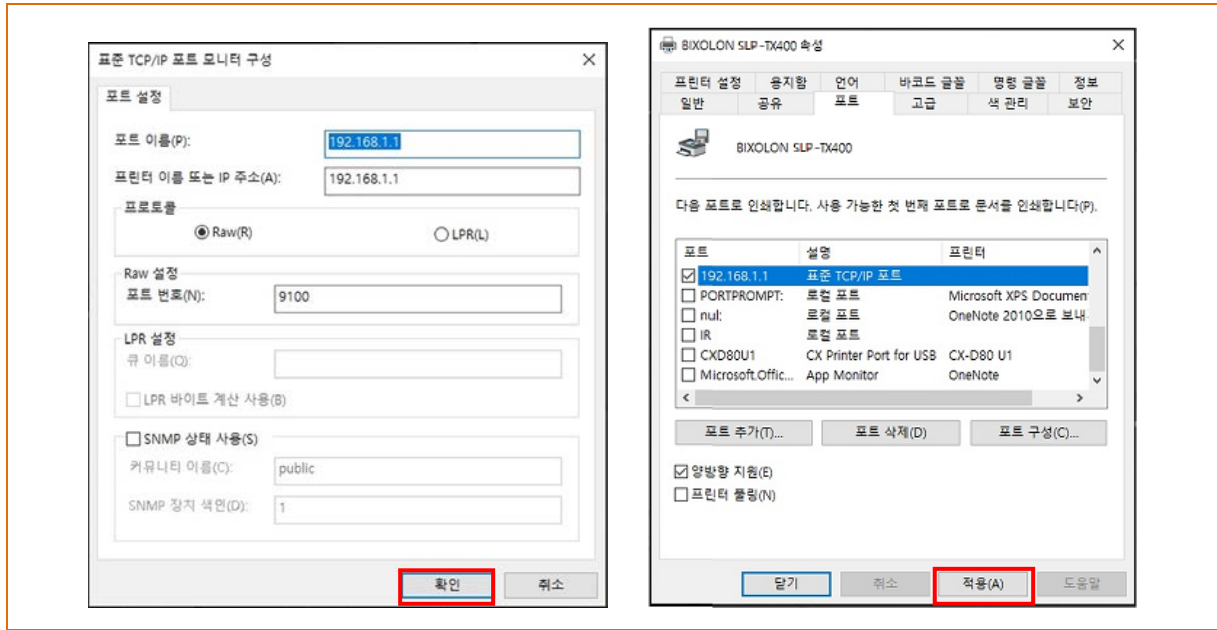 표준 TCP/IP 포트 모니터 구성
포트 설정
포트 이름(P):
192.168.1.1
프린터 이름 또는 IP 주소(A):
192.168.1.1
프로토콜
Raw(R)
LPR(L)
Raw 설정
포트 번호(N):
9100
LPR 설정
큐 이름(Q):
LPR 바이트 계산 사용(B)
SNMP 상태 사용(S)
커뮤니티 이름(C):
public
SNMP 장치 색인(D):
1
확인
취소
BIXOLON SLP-TX400 속성
프린터 설정 용지함 언어 바코드 글꼴 명령 글꼴 정보
일반 공유 포트 고급 색 관리 보안
BIXOLON SLP-TX400
다음 포트로 인쇄합니다. 사용 가능한 첫 번째 포트로 문서를 인쇄합니다(P).
포트 설명 프린터
192.168.1.1 표준 TCP/IP 포트
PORTPROMPT: 로컬 포트 Microsoft XPS Documen
nul: 로컬 포트 OneNote 2010으로 보내
IR 로컬 포트
CXD80U1 CX Printer Port for USB CX-D80 U1
Microsoft.Offic... App Monitor OneNote
포트 추가(T)... 포트 삭제(D) 포트 구성(C)...
양방향 지원(E)
프린터 풀링(N)
닫기 취소 적용(A) 도움말